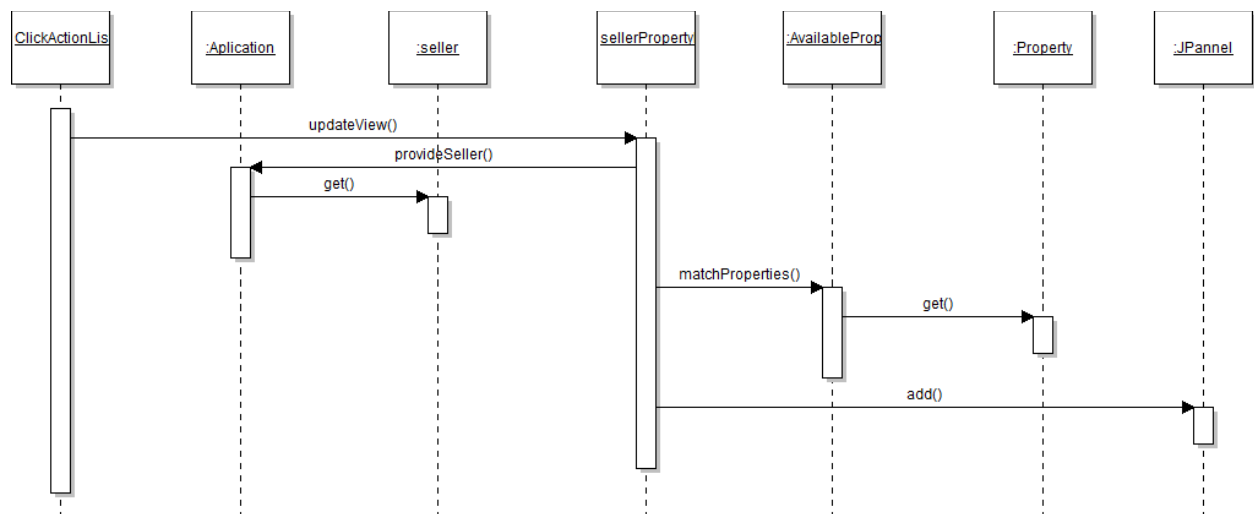 ClickActionLis
:Aplication
:seller
sellerProperty
:AvailableProp
:Property
:JPannel
updateView()
provideSeller()
get()
matchProperties()
get()
add()